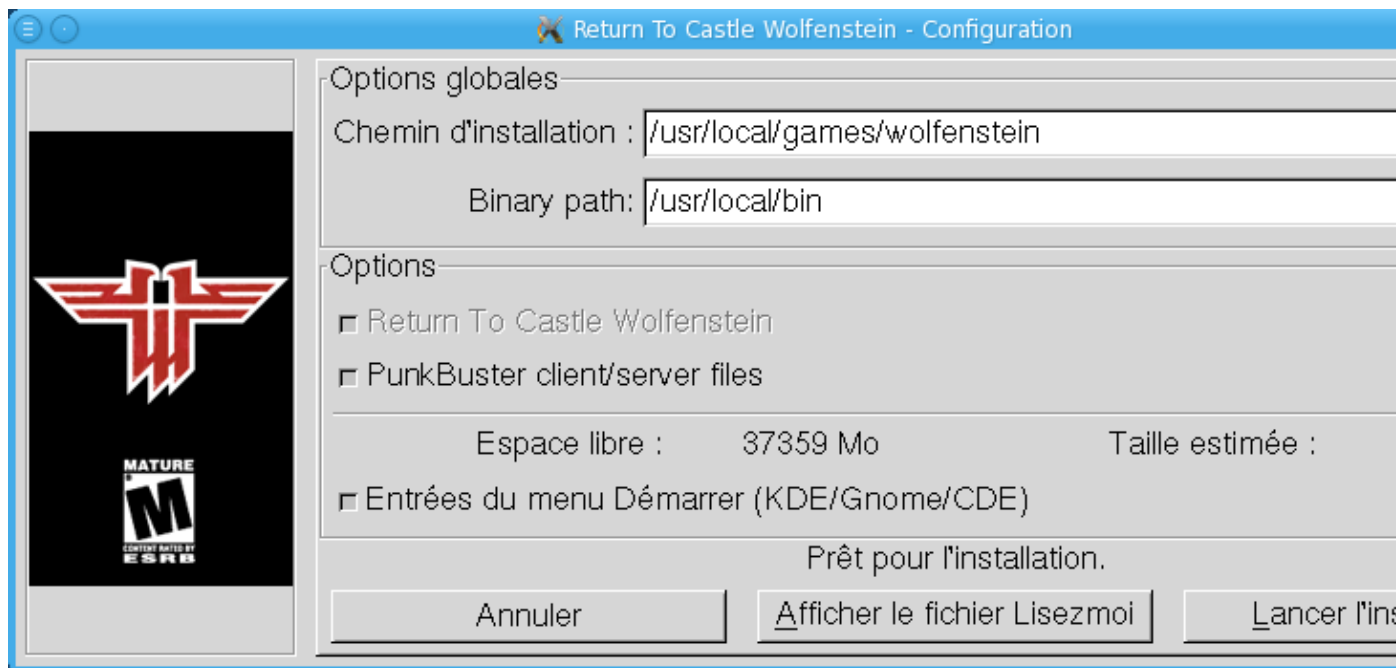 Return To Castle Wolfenstein - Configuration
Options globales
Chemin d'installation : /usr/local/games/wolfenstein
Binary path: /usr/local/bin
Options
Return To Castle Wolfenstein
PunkBuster client/server files
Espace libre : 37359 Mo Taille estimée :
Entrées du menu Démarrer (KDE/Gnome/CDE)
MATURE
M
CONTENT RATED BY
ESRB
Prêt pour l'installation.
Annuler Afficher le fichier Lisezmoi Lancer l'ins